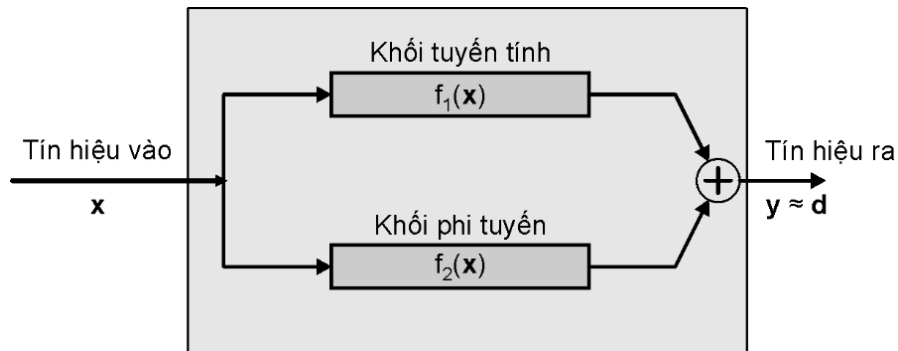 Khối tuyến tính
f₁(x)
Tín hiệu vào
x
Tín hiệu ra
y ≈ d
Khối phi tuyến
f₂(x)